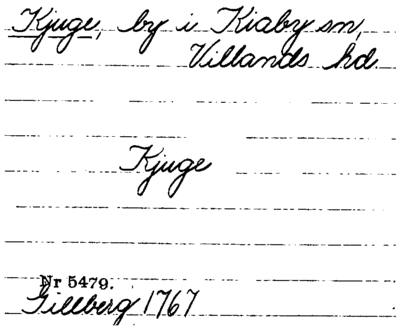 Kjuge, by i Kiaby sn,
Villands hd.
Kjuge
Nr 5479.
Gillberg 1767